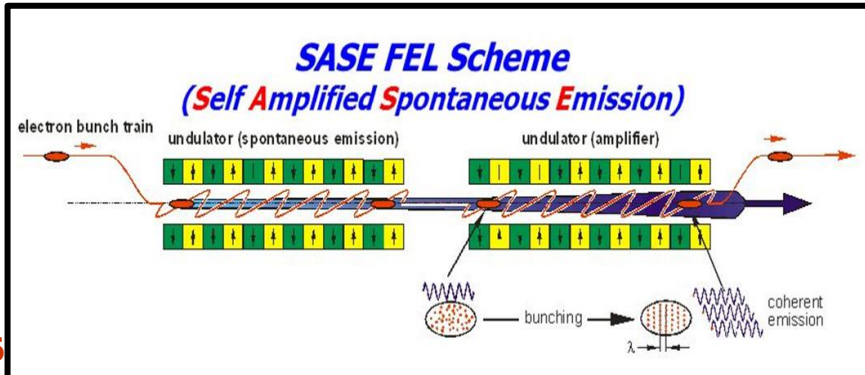 SASE FEL Scheme
(Self Amplified Spontaneous Emission)
electron bunch train
undulator (spontaneous emission)
undulator (amplifier)
bunching
coherent
emission
λ